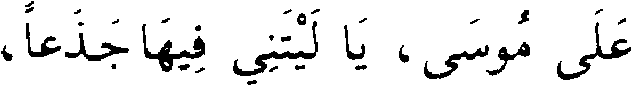 عَلَى مُوسَى، يَا لَيْتَنِي فِيهَا جَذَعاً،